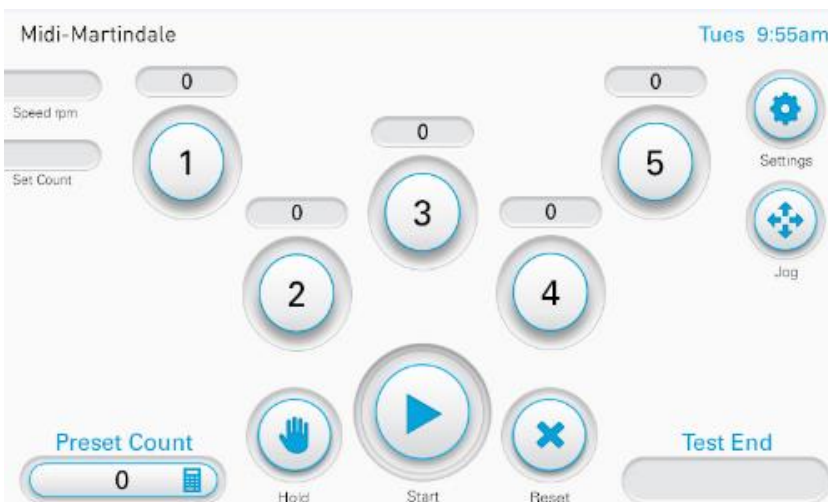 Midi-Martindale
Tues 9:55am
0
0
Speed rpm
0
1
5
Settings
Set Count
3
0
0
Jog
2
4
Preset Count
Test End
0
Hold
Start
Reset